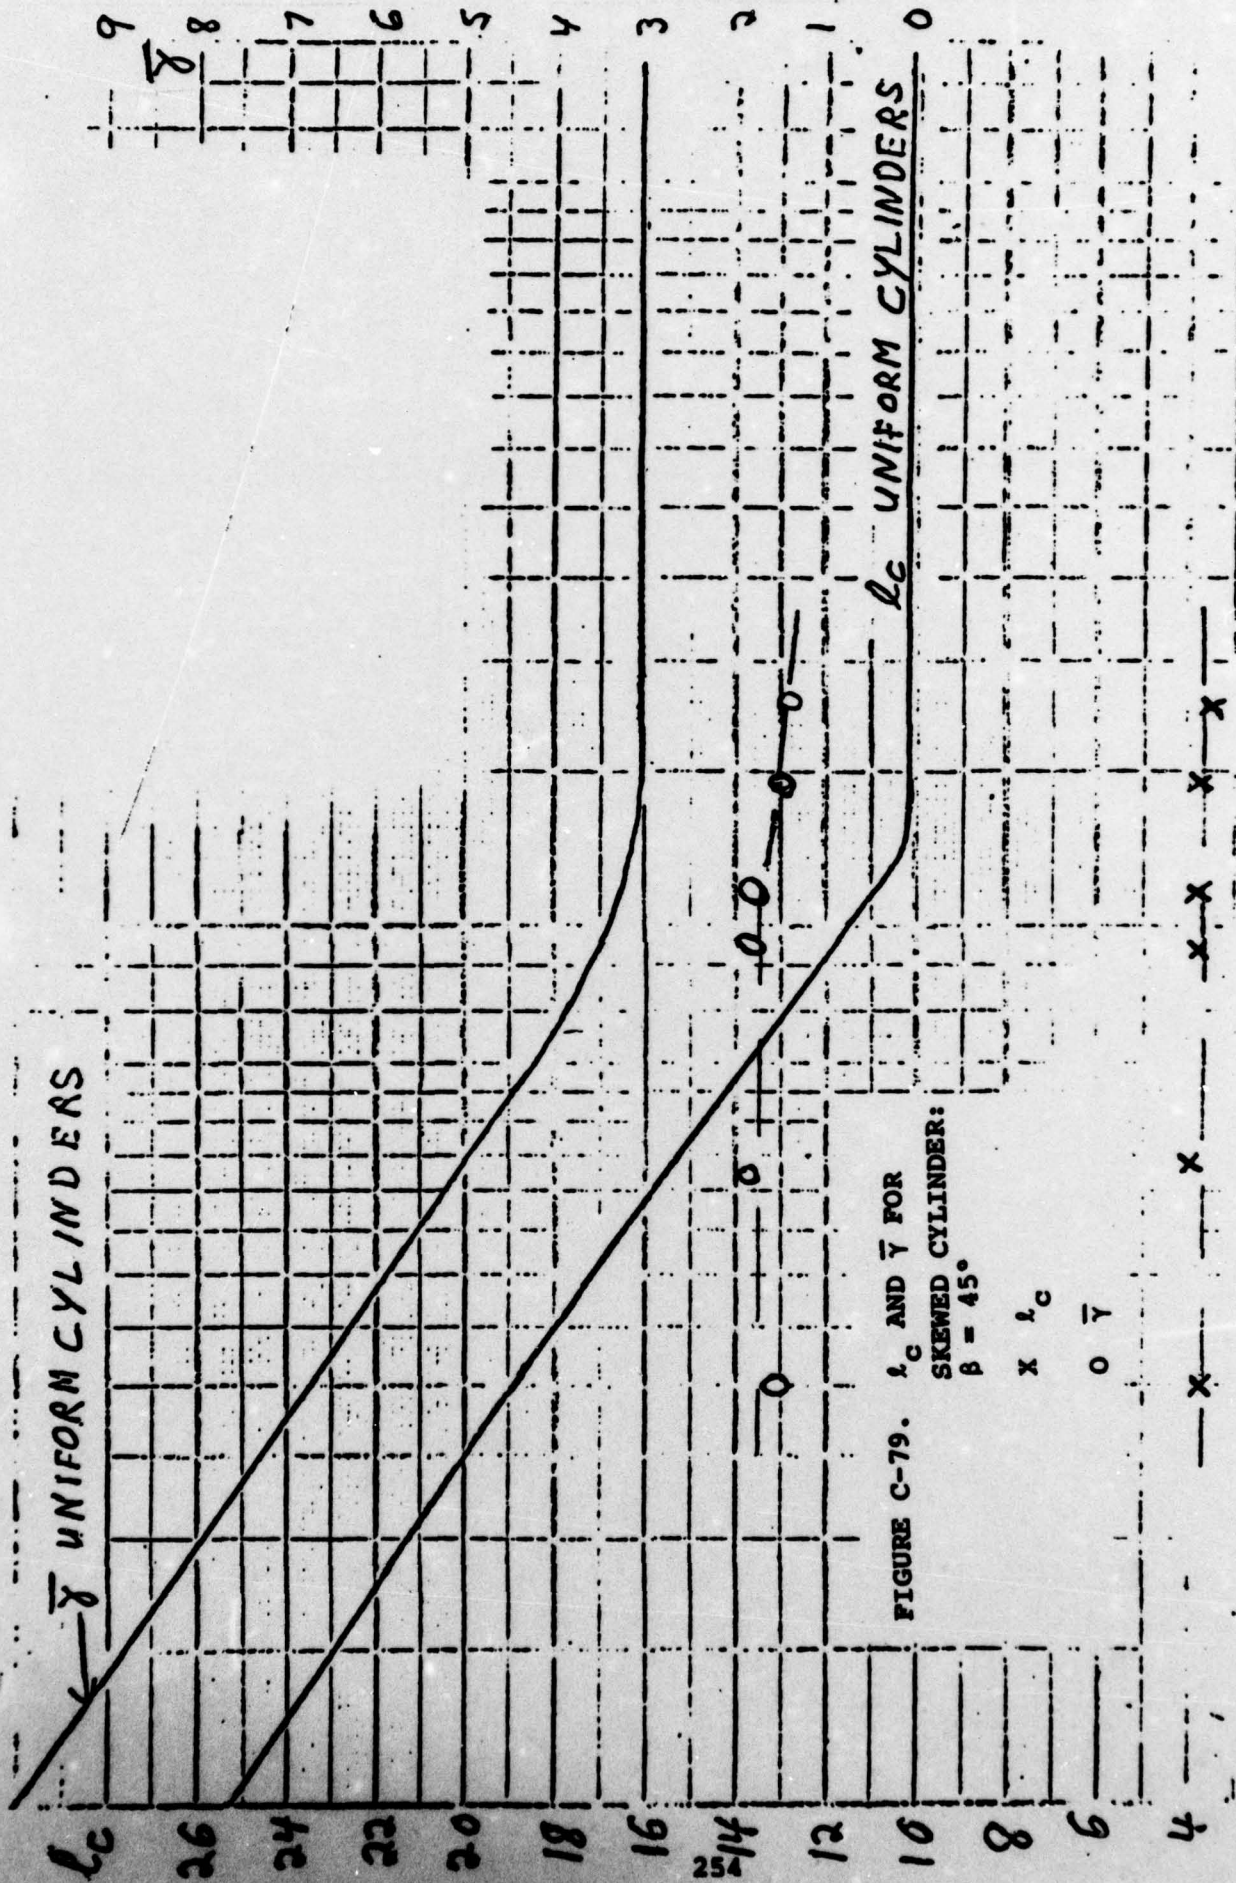 γ̄ UNIFORM CYLINDERS
γ̄
9
8
7
6
5
4
3
2
1
0
ℓc UNIFORM CYLINDERS
ℓc
26
24
22
20
18
16
14
12
10
8
6
4
FIGURE C-79. ℓc AND γ̄ FOR
SKEWED CYLINDER:
β = 45°
X ℓc
O γ̄
254